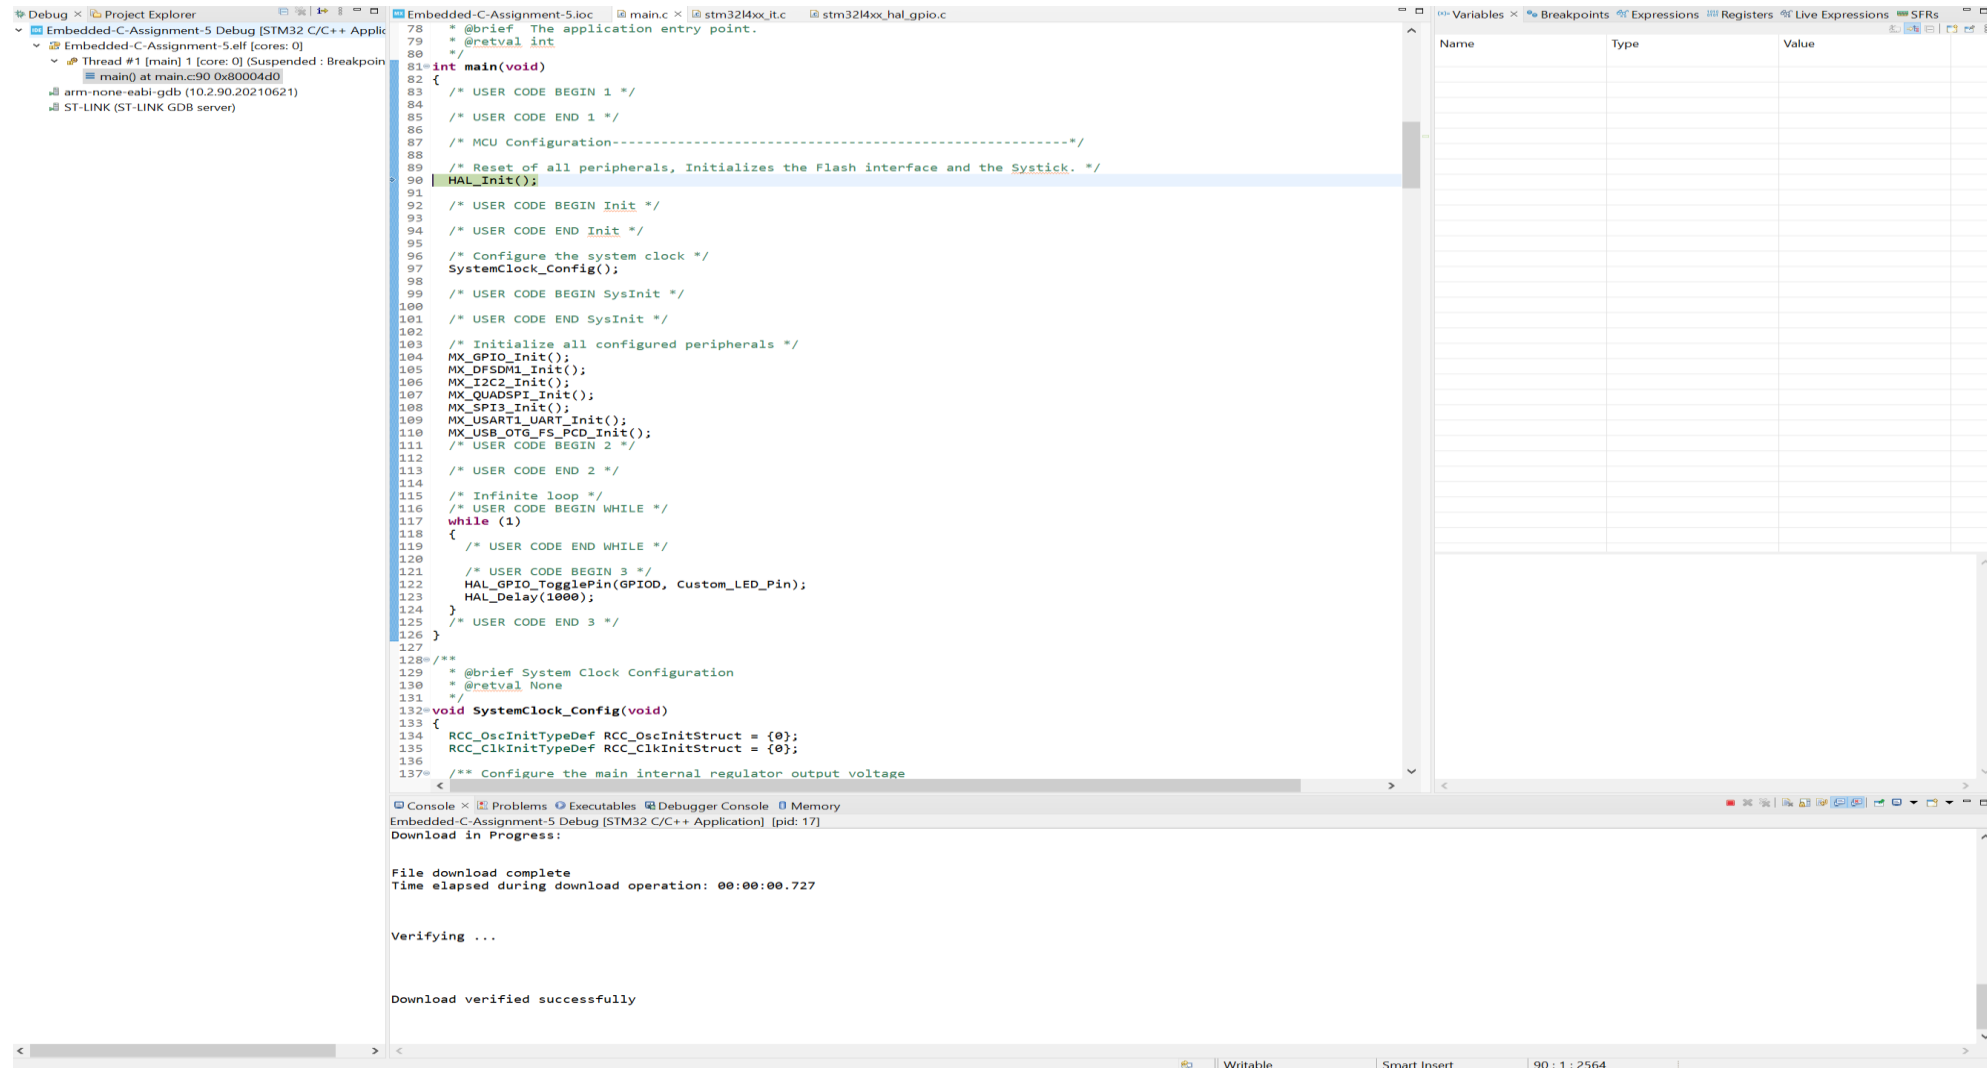 Debug × Project Explorer
Embedded-C-Assignment-5 Debug [STM32 C/C++ Applic
Embedded-C-Assignment-5.elf [cores: 0]
Thread #1 [main] 1 [core: 0] (Suspended : Breakpoin
main() at main.c:90 0x80004d0
arm-none-eabi-gdb (10.2.90.20210621)
ST-LINK (ST-LINK GDB server)
Embedded-C-Assignment-5.ioc main.c × stm32l4xx_it.c stm32l4xx_hal_gpio.c
78 * @brief The application entry point.
79 * @retval int
80 */
81 int main(void)
82 {
83 /* USER CODE BEGIN 1 */
84
85 /* USER CODE END 1 */
86
87 /* MCU Configuration--------------------------------------------------------*/
88
89 /* Reset of all peripherals, Initializes the Flash interface and the Systick. */
90 HAL_Init();
91
92 /* USER CODE BEGIN Init */
93
94 /* USER CODE END Init */
95
96 /* Configure the system clock */
97 SystemClock_Config();
98
99 /* USER CODE BEGIN SysInit */
100
101 /* USER CODE END SysInit */
102
103 /* Initialize all configured peripherals */
104 MX_GPIO_Init();
105 MX_DFSDM1_Init();
106 MX_I2C2_Init();
107 MX_QUADSPI_Init();
108 MX_SPI3_Init();
109 MX_USART1_UART_Init();
110 MX_USB_OTG_FS_PCD_Init();
111 /* USER CODE BEGIN 2 */
112
113 /* USER CODE END 2 */
114
115 /* Infinite loop */
116 /* USER CODE BEGIN WHILE */
117 while (1)
118 {
119 /* USER CODE END WHILE */
120
121 /* USER CODE BEGIN 3 */
122 HAL_GPIO_TogglePin(GPIOD, Custom_LED_Pin);
123 HAL_Delay(1000);
124 }
125 /* USER CODE END 3 */
126 }
127
128 /**
129 * @brief System Clock Configuration
130 * @retval None
131 */
132 void SystemClock_Config(void)
133 {
134 RCC_OscInitTypeDef RCC_OscInitStruct = {0};
135 RCC_ClkInitTypeDef RCC_ClkInitStruct = {0};
136
137 /** Configure the main internal regulator output voltage
Variables × Breakpoints Expressions Registers Live Expressions SFRs
Name Type Value
Console × Problems Executables Debugger Console Memory
Embedded-C-Assignment-5 Debug [STM32 C/C++ Application] [pid: 17]
Download in Progress:
File download complete
Time elapsed during download operation: 00:00:00.727
Verifying ...
Download verified successfully
Writable Smart Insert 90 : 1 : 2564